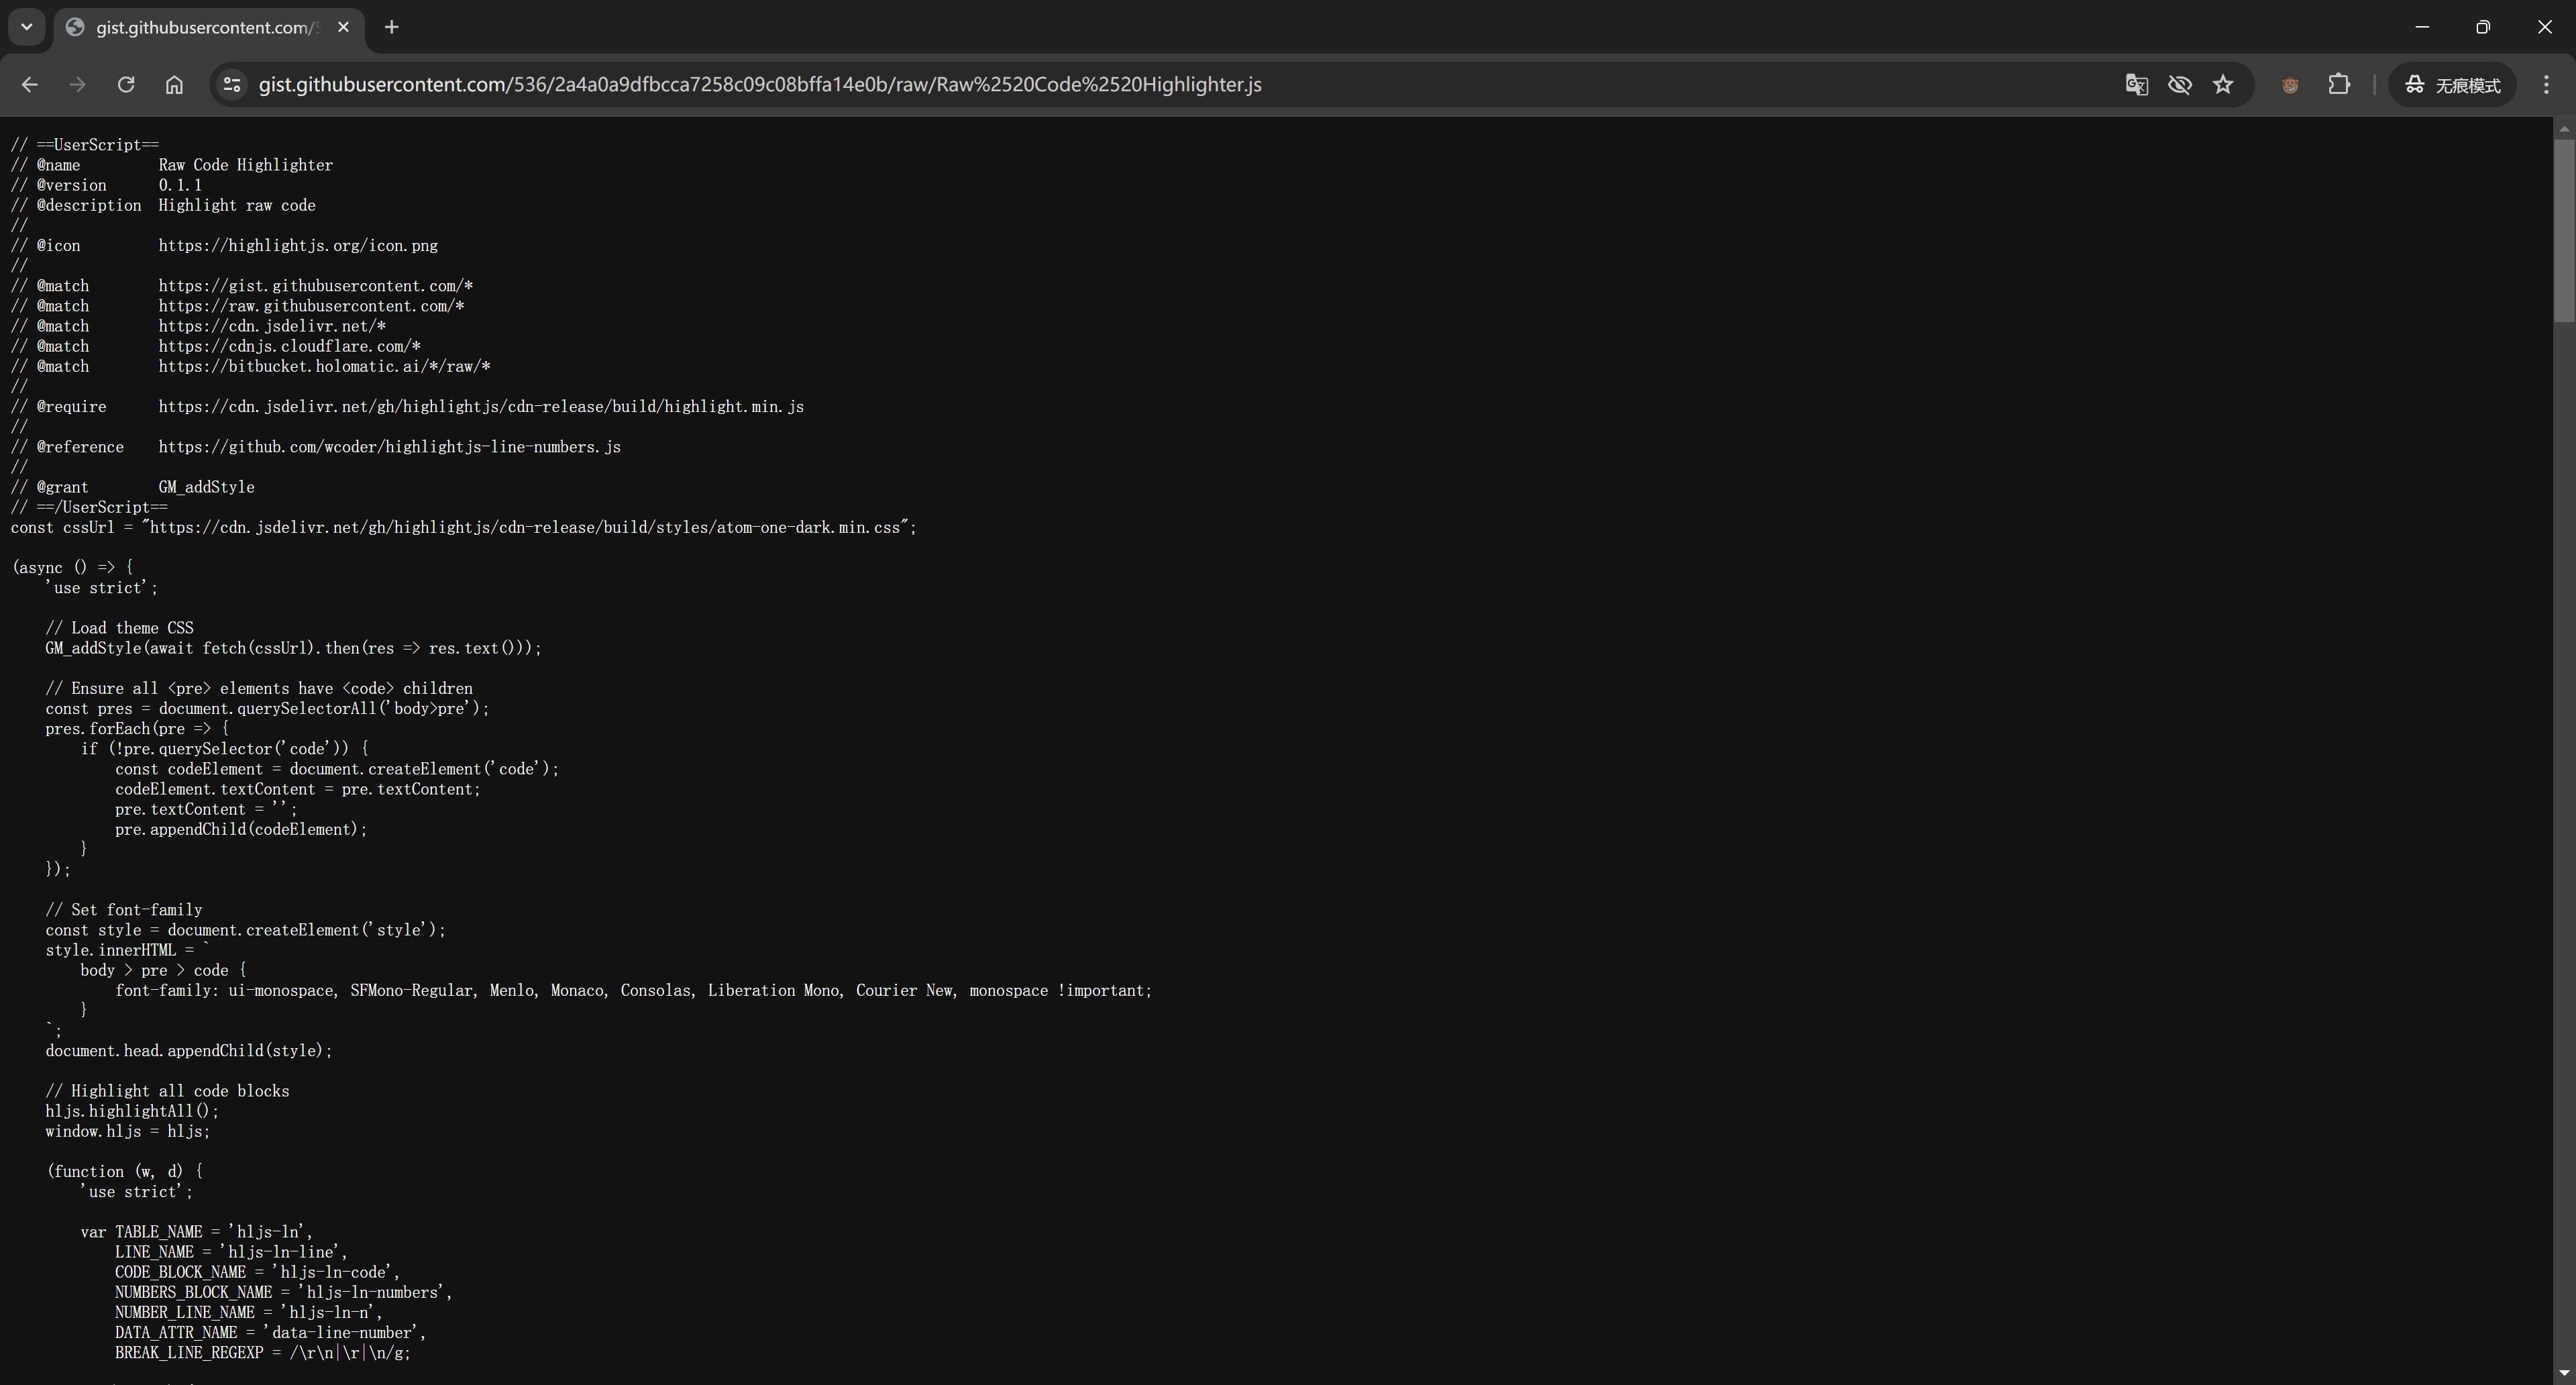 gist.githubusercontent.com/
gist.githubusercontent.com/536/2a4a0a9dfbcca7258c09c08bffa14e0b/raw/Raw%2520Code%2520Highlighter.js
无痕模式
// ==UserScript==
// @name         Raw Code Highlighter
// @version      0.1.1
// @description  Highlight raw code
//
// @icon         https://highlightjs.org/icon.png
//
// @match        https://gist.githubusercontent.com/*
// @match        https://raw.githubusercontent.com/*
// @match        https://cdn.jsdelivr.net/*
// @match        https://cdnjs.cloudflare.com/*
// @match        https://bitbucket.holomatic.ai/*/raw/*
//
// @require      https://cdn.jsdelivr.net/gh/highlightjs/cdn-release/build/highlight.min.js
//
// @reference    https://github.com/wcoder/highlightjs-line-numbers.js
//
// @grant        GM_addStyle
// ==/UserScript==
const cssUrl = "https://cdn.jsdelivr.net/gh/highlightjs/cdn-release/build/styles/atom-one-dark.min.css";

(async () => {
    'use strict';

    // Load theme CSS
    GM_addStyle(await fetch(cssUrl).then(res => res.text()));

    // Ensure all <pre> elements have <code> children
    const pres = document.querySelectorAll('body>pre');
    pres.forEach(pre => {
        if (!pre.querySelector('code')) {
            const codeElement = document.createElement('code');
            codeElement.textContent = pre.textContent;
            pre.textContent = '';
            pre.appendChild(codeElement);
        }
    });

    // Set font-family
    const style = document.createElement('style');
    style.innerHTML = `
        body > pre > code {
            font-family: ui-monospace, SFMono-Regular, Menlo, Monaco, Consolas, Liberation Mono, Courier New, monospace !important;
        }
    `;
    document.head.appendChild(style);

    // Highlight all code blocks
    hljs.highlightAll();
    window.hljs = hljs;

    (function (w, d) {
        'use strict';

        var TABLE_NAME = 'hljs-ln',
            LINE_NAME = 'hljs-ln-line',
            CODE_BLOCK_NAME = 'hljs-ln-code',
            NUMBERS_BLOCK_NAME = 'hljs-ln-numbers',
            NUMBER_LINE_NAME = 'hljs-ln-n',
            DATA_ATTR_NAME = 'data-line-number',
            BREAK_LINE_REGEXP = /\r\n|\r|\n/g;